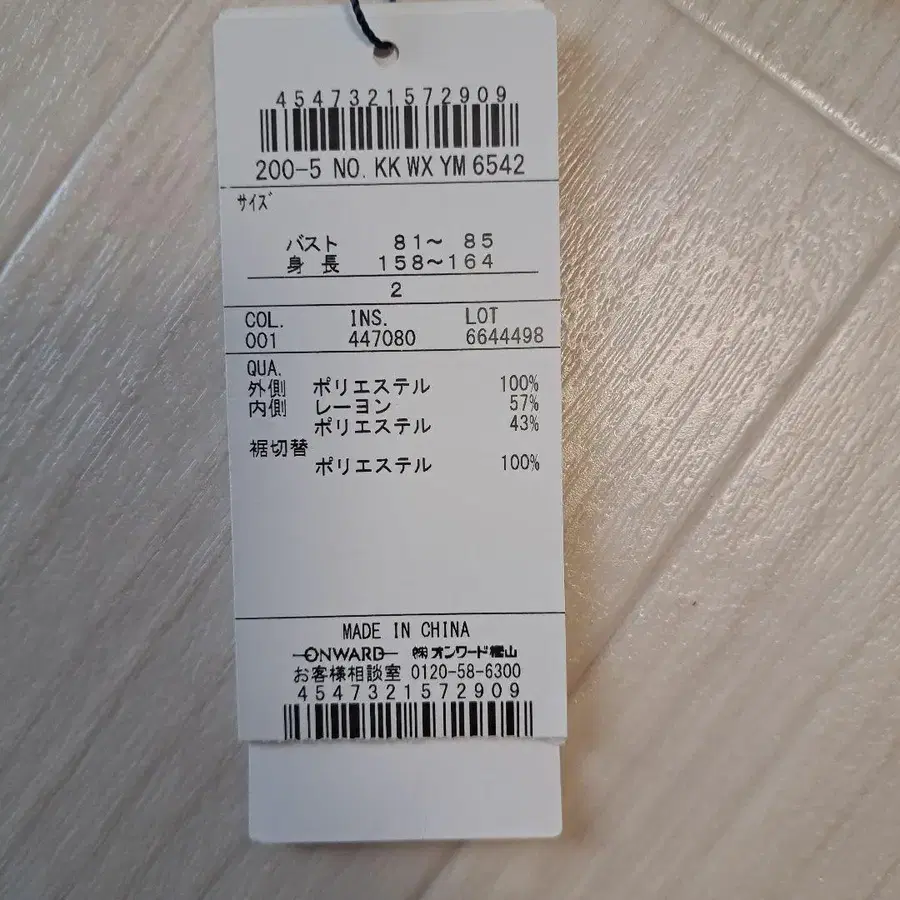 4547321572909
200-5 NO. KK WX YM 6542
サイズ
バスト 81～ 85
身 長 158～164
2
COL. INS. LOT
001 447080 6644498
QUA.
外側 ポリエステル 100%
内側 レーヨン 57%
ポリエステル 43%
裾切替
ポリエステル 100%
MADE IN CHINA
ONWARD ㈱オンワード樫山
お客様相談室 0120-58-6300
4547321572909